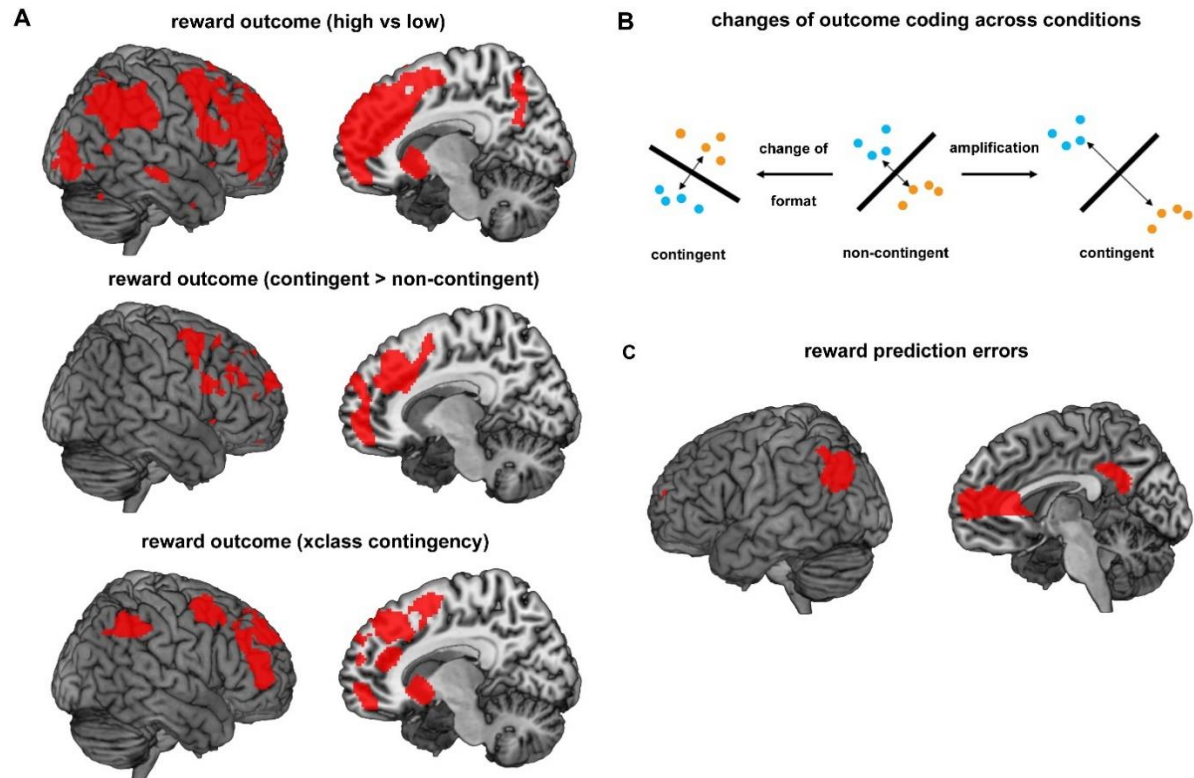 A
reward outcome (high vs low)
reward outcome (contingent > non-contingent)
reward outcome (xclass contingency)
B
changes of outcome coding across conditions
change of
format
amplification
contingent
non-contingent
contingent
C
reward prediction errors